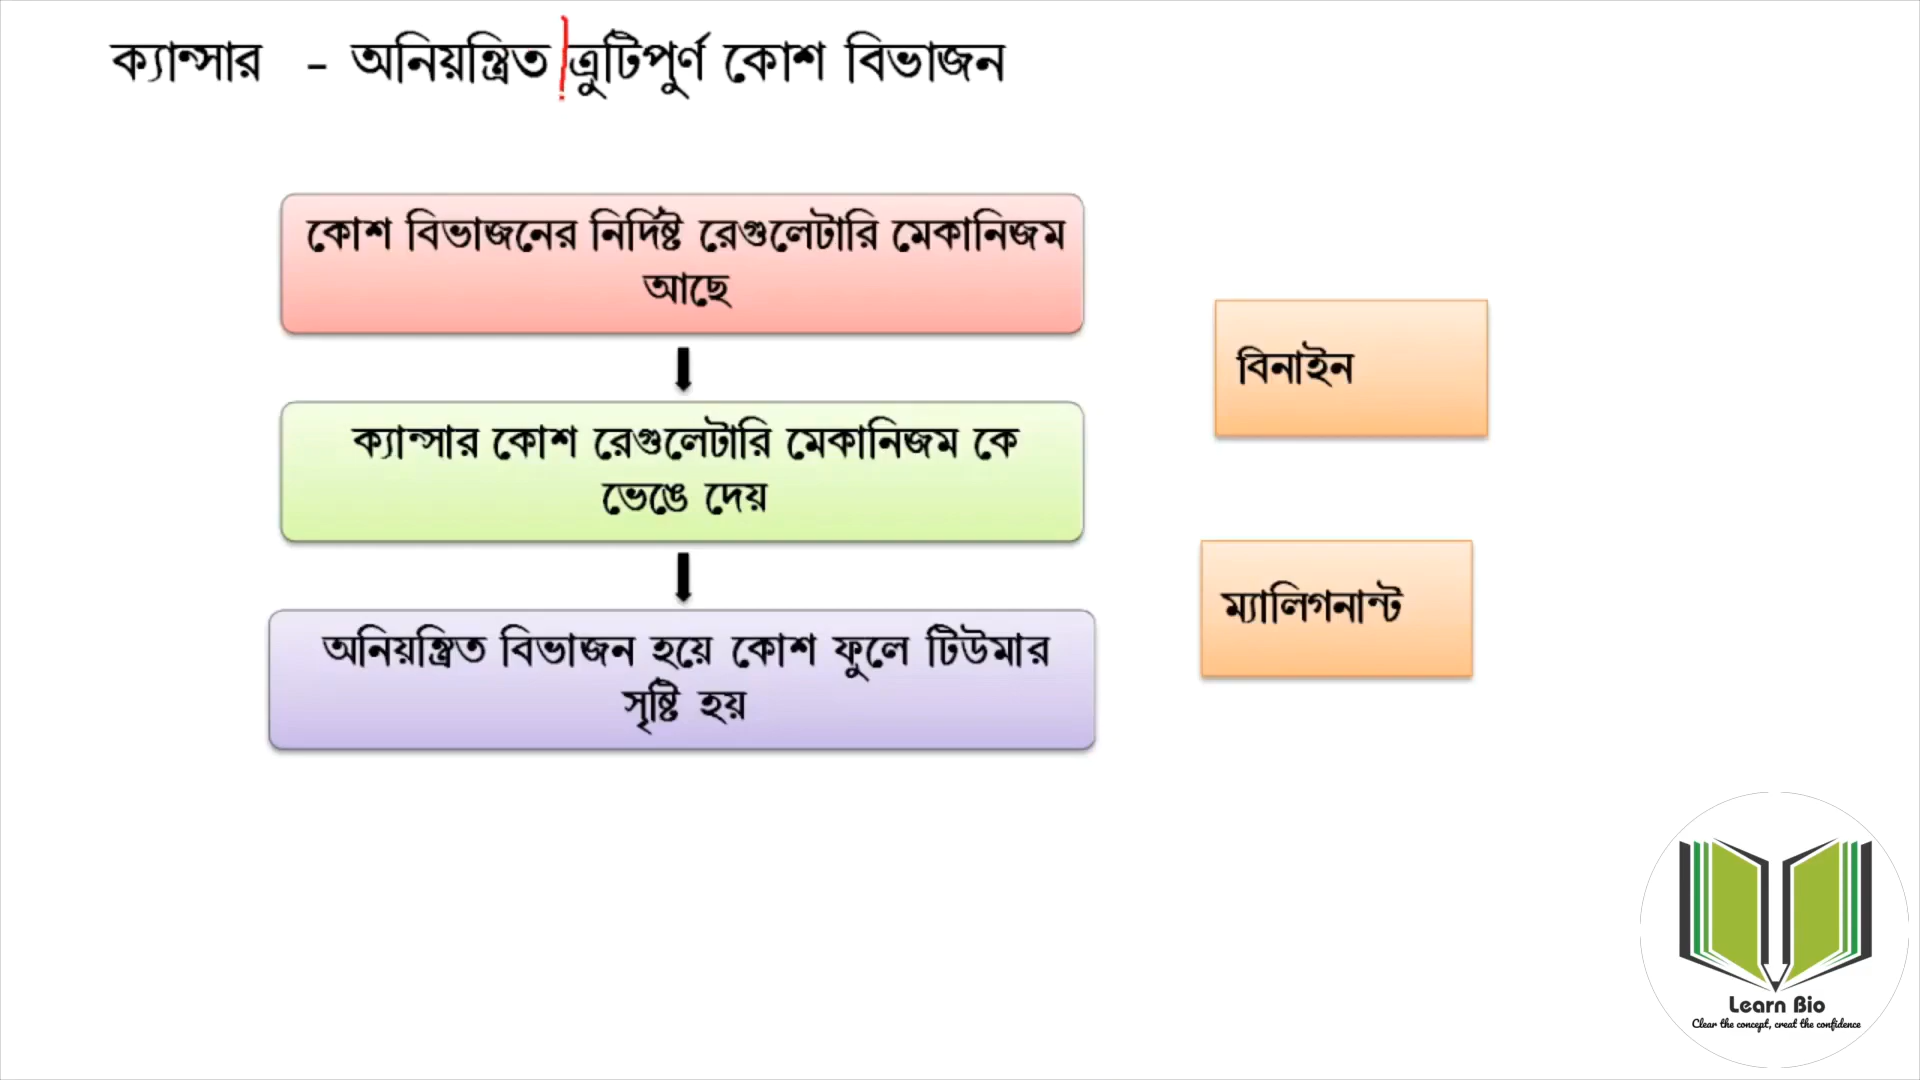 ক্যান্সার - অনিয়ন্ত্রিত ত্রুটিপুর্ণ কোশ বিভাজন
কোশ বিভাজনের নির্দিষ্ট রেগুলেটারি মেকানিজম
আছে
ক্যান্সার কোশ রেগুলেটারি মেকানিজম কে
ভেঙে দেয়
অনিয়ন্ত্রিত বিভাজন হয়ে কোশ ফুলে টিউমার
সৃষ্টি হয়
বিনাইন
ম্যালিগনান্ট
Learn Bio
Clear the concept, creat the confidence